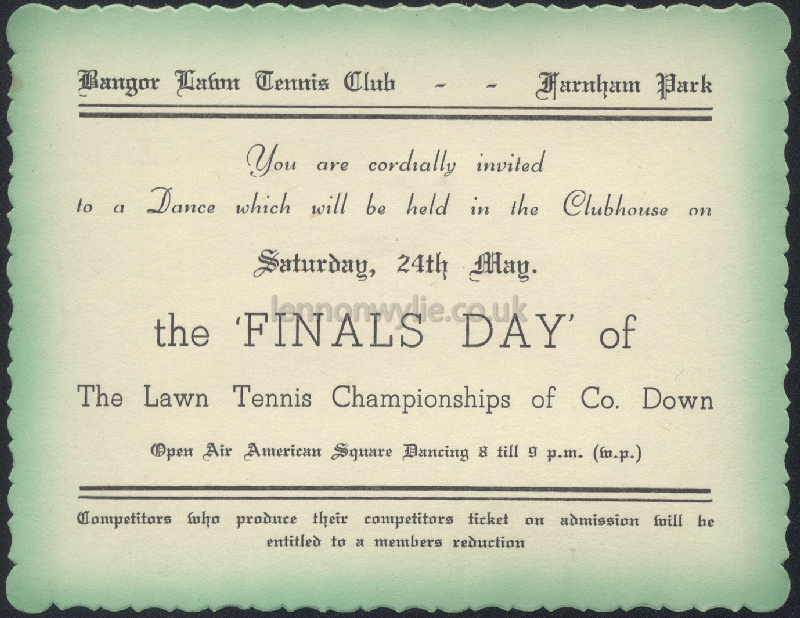 Bangor Lawn Tennis Club - - Farnham Park
You are cordially invited
to a Dance which will be held in the Clubhouse on
Saturday, 24th May.
lennonwylie.co.uk
the 'FINALS DAY' of
The Lawn Tennis Championships of Co. Down
Open Air American Square Dancing 8 till 9 p.m. (w.p.)
Competitors who produce their competitors ticket on admission will be
entitled to a members reduction